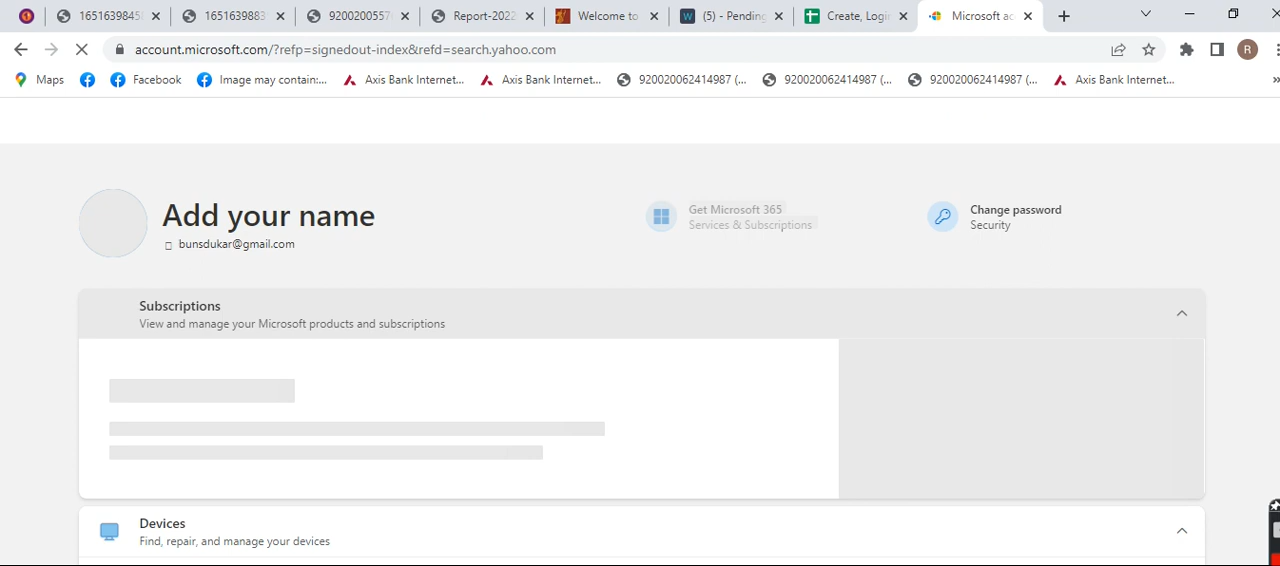 1651639845
165163988
920020055
Report-2022
Welcome to
(5) - Pending
Create, Logi
Microsoft ac
account.microsoft.com/?refp=signedout-index&refd=search.yahoo.com
R
Maps
Facebook
Image may contain:...
Axis Bank Internet...
Axis Bank Internet...
920020062414987 (...
920020062414987 (...
920020062414987 (...
Axis Bank Internet...
Add your name
bunsdukar@gmail.com
Get Microsoft 365
Services & Subscriptions
Change password
Security
Subscriptions
View and manage your Microsoft products and subscriptions
Devices
Find, repair, and manage your devices